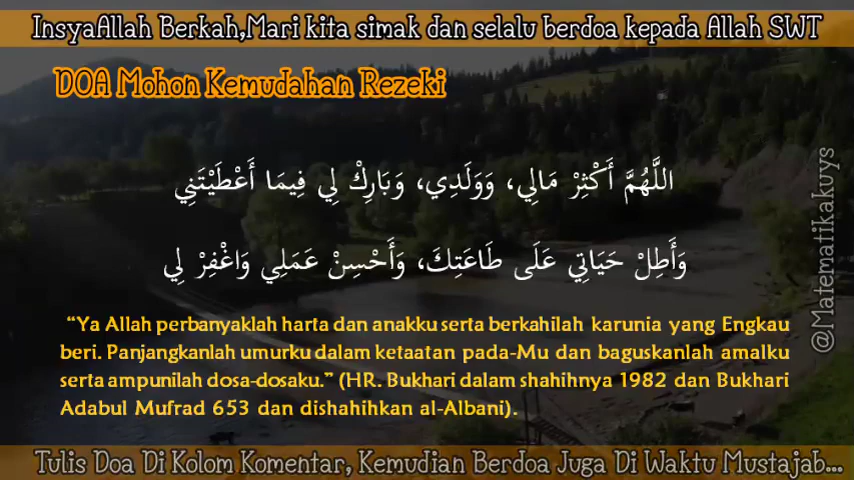 InsyaAllah Berkah,Mari kita simak dan selalu berdoa kepada Allah SWT
DOA Mohon Kemudahan Rezeki
اللَّهُمَّ أَكْثِرْ مَالِي، وَوَلَدِي، وَبَارِكْ لِي فِيمَا أَعْطَيْتَنِي
وَأَطِلْ حَيَاتِي عَلَى طَاعَتِكَ، وَأَحْسِنْ عَمَلِي وَاغْفِرْ لِي
“Ya Allah perbanyaklah harta dan anakku serta berkahilah karunia yang Engkau
beri. Panjangkanlah umurku dalam ketaatan pada-Mu dan baguskanlah amalku
serta ampunilah dosa-dosaku.” (HR. Bukhari dalam shahihnya 1982 dan Bukhari
Adabul Mufrad 653 dan dishahihkan al-Albani).
@Matematikakuys
Tulis Doa Di Kolom Komentar, Kemudian Berdoa Juga Di Waktu Mustajab...